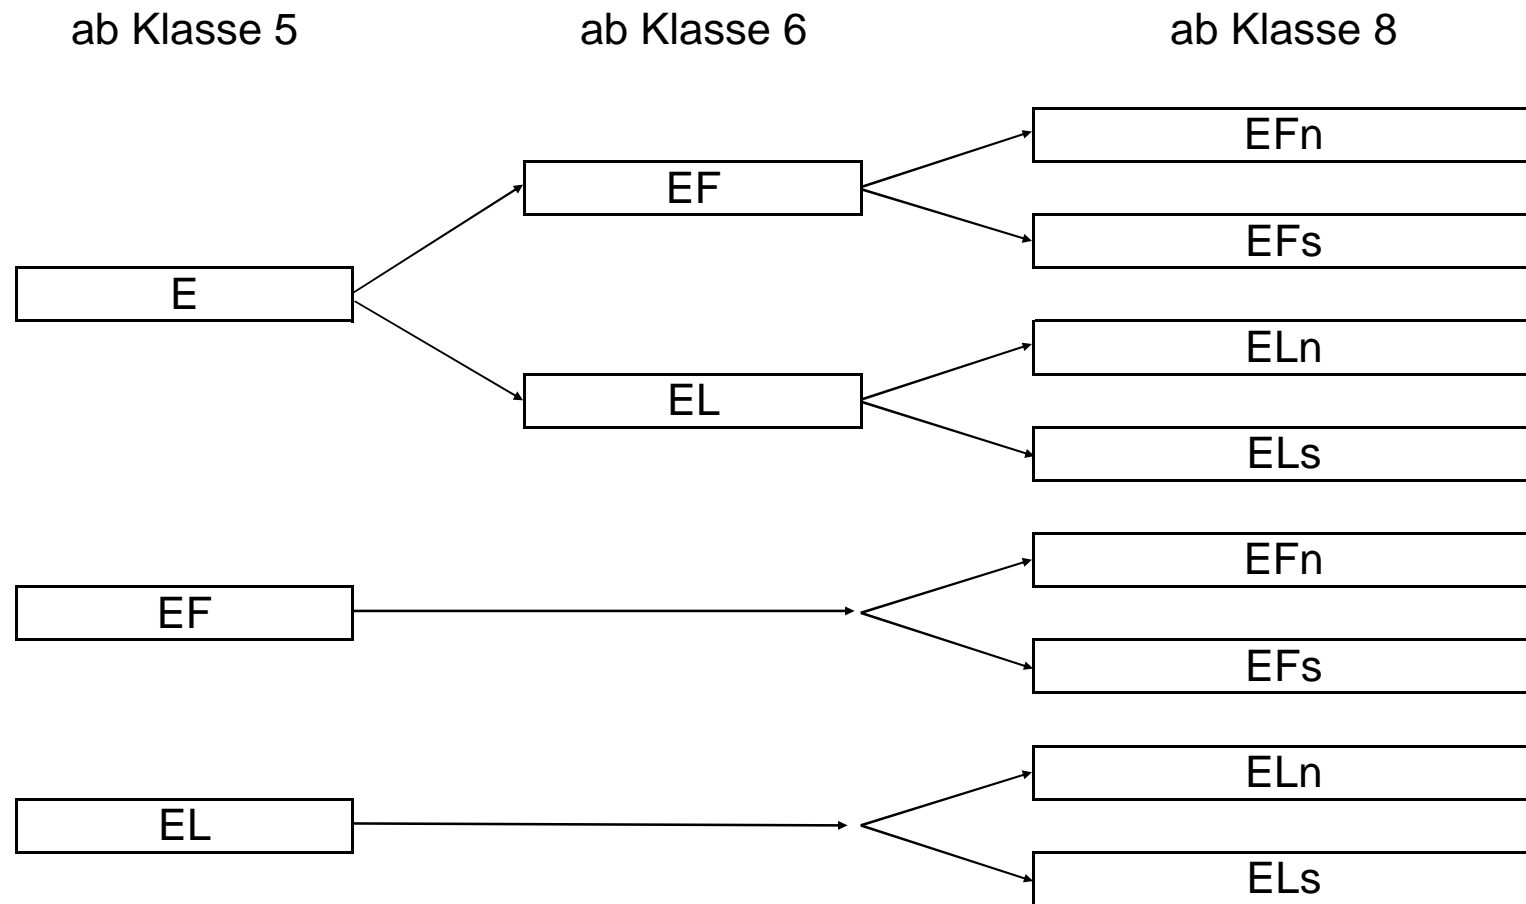 ab Klasse 5 ab Klasse 6 ab Klasse 8
EFn
EF
EFs
E
ELn
EL
ELs
EFn
EF
EFs
ELn
EL
ELs